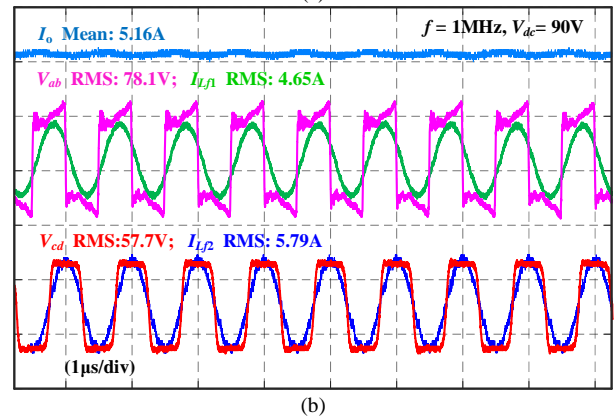 I₀ Mean: 5.16A f = 1MHz, Vdc= 90V
Vab RMS: 78.1V; ILf1 RMS: 4.65A
Vcd RMS:57.7V; ILf2 RMS: 5.79A
(1μs/div)
(b)